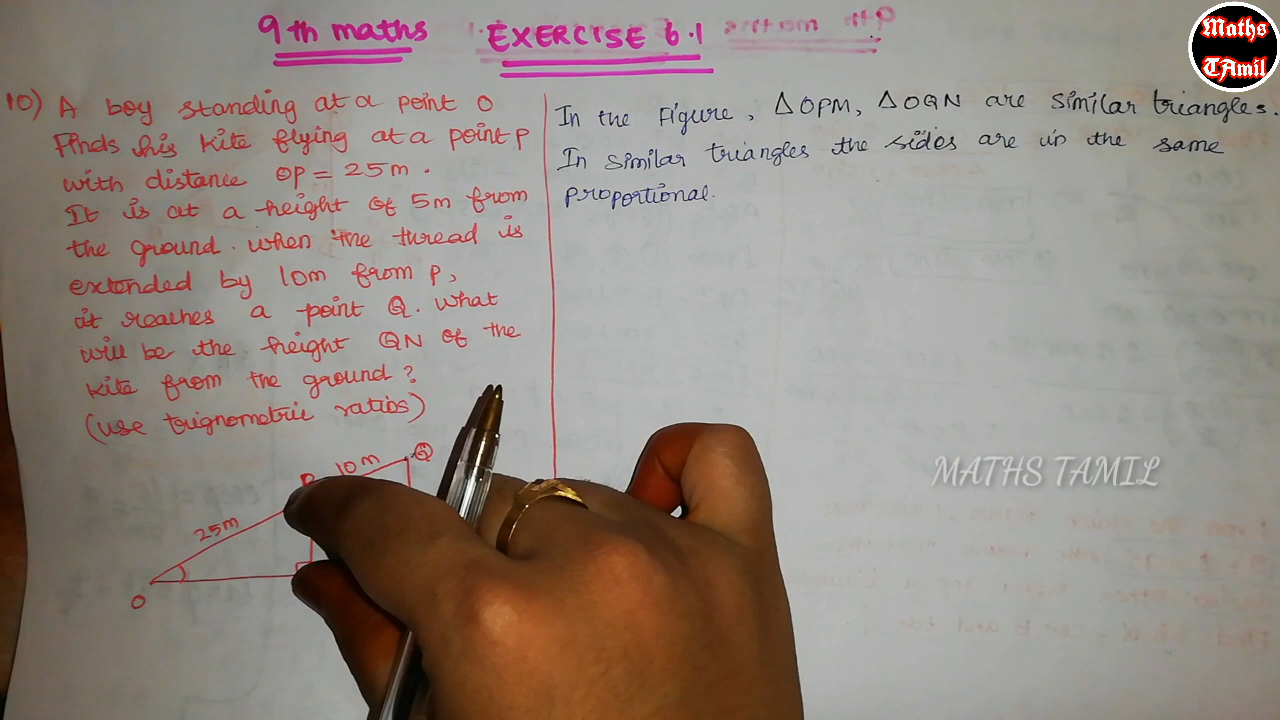 9th maths EXERCISE 6.1
Maths
TAmil
10) A boy standing at a point O
Finds his kite flying at a point P
with distance OP = 25m.
It is at a height of 5m from
the ground. when the thread is
extended by 10m from P,
it reaches a point Q. what
will be the height QN of the
kite from the ground?
(use trignometric ratios)
In the Figure, △OPM, △OQN are similar triangles.
In similar triangles the sides are in the same
proportional.
10m
Q
P
25m
O
MATHS TAMIL